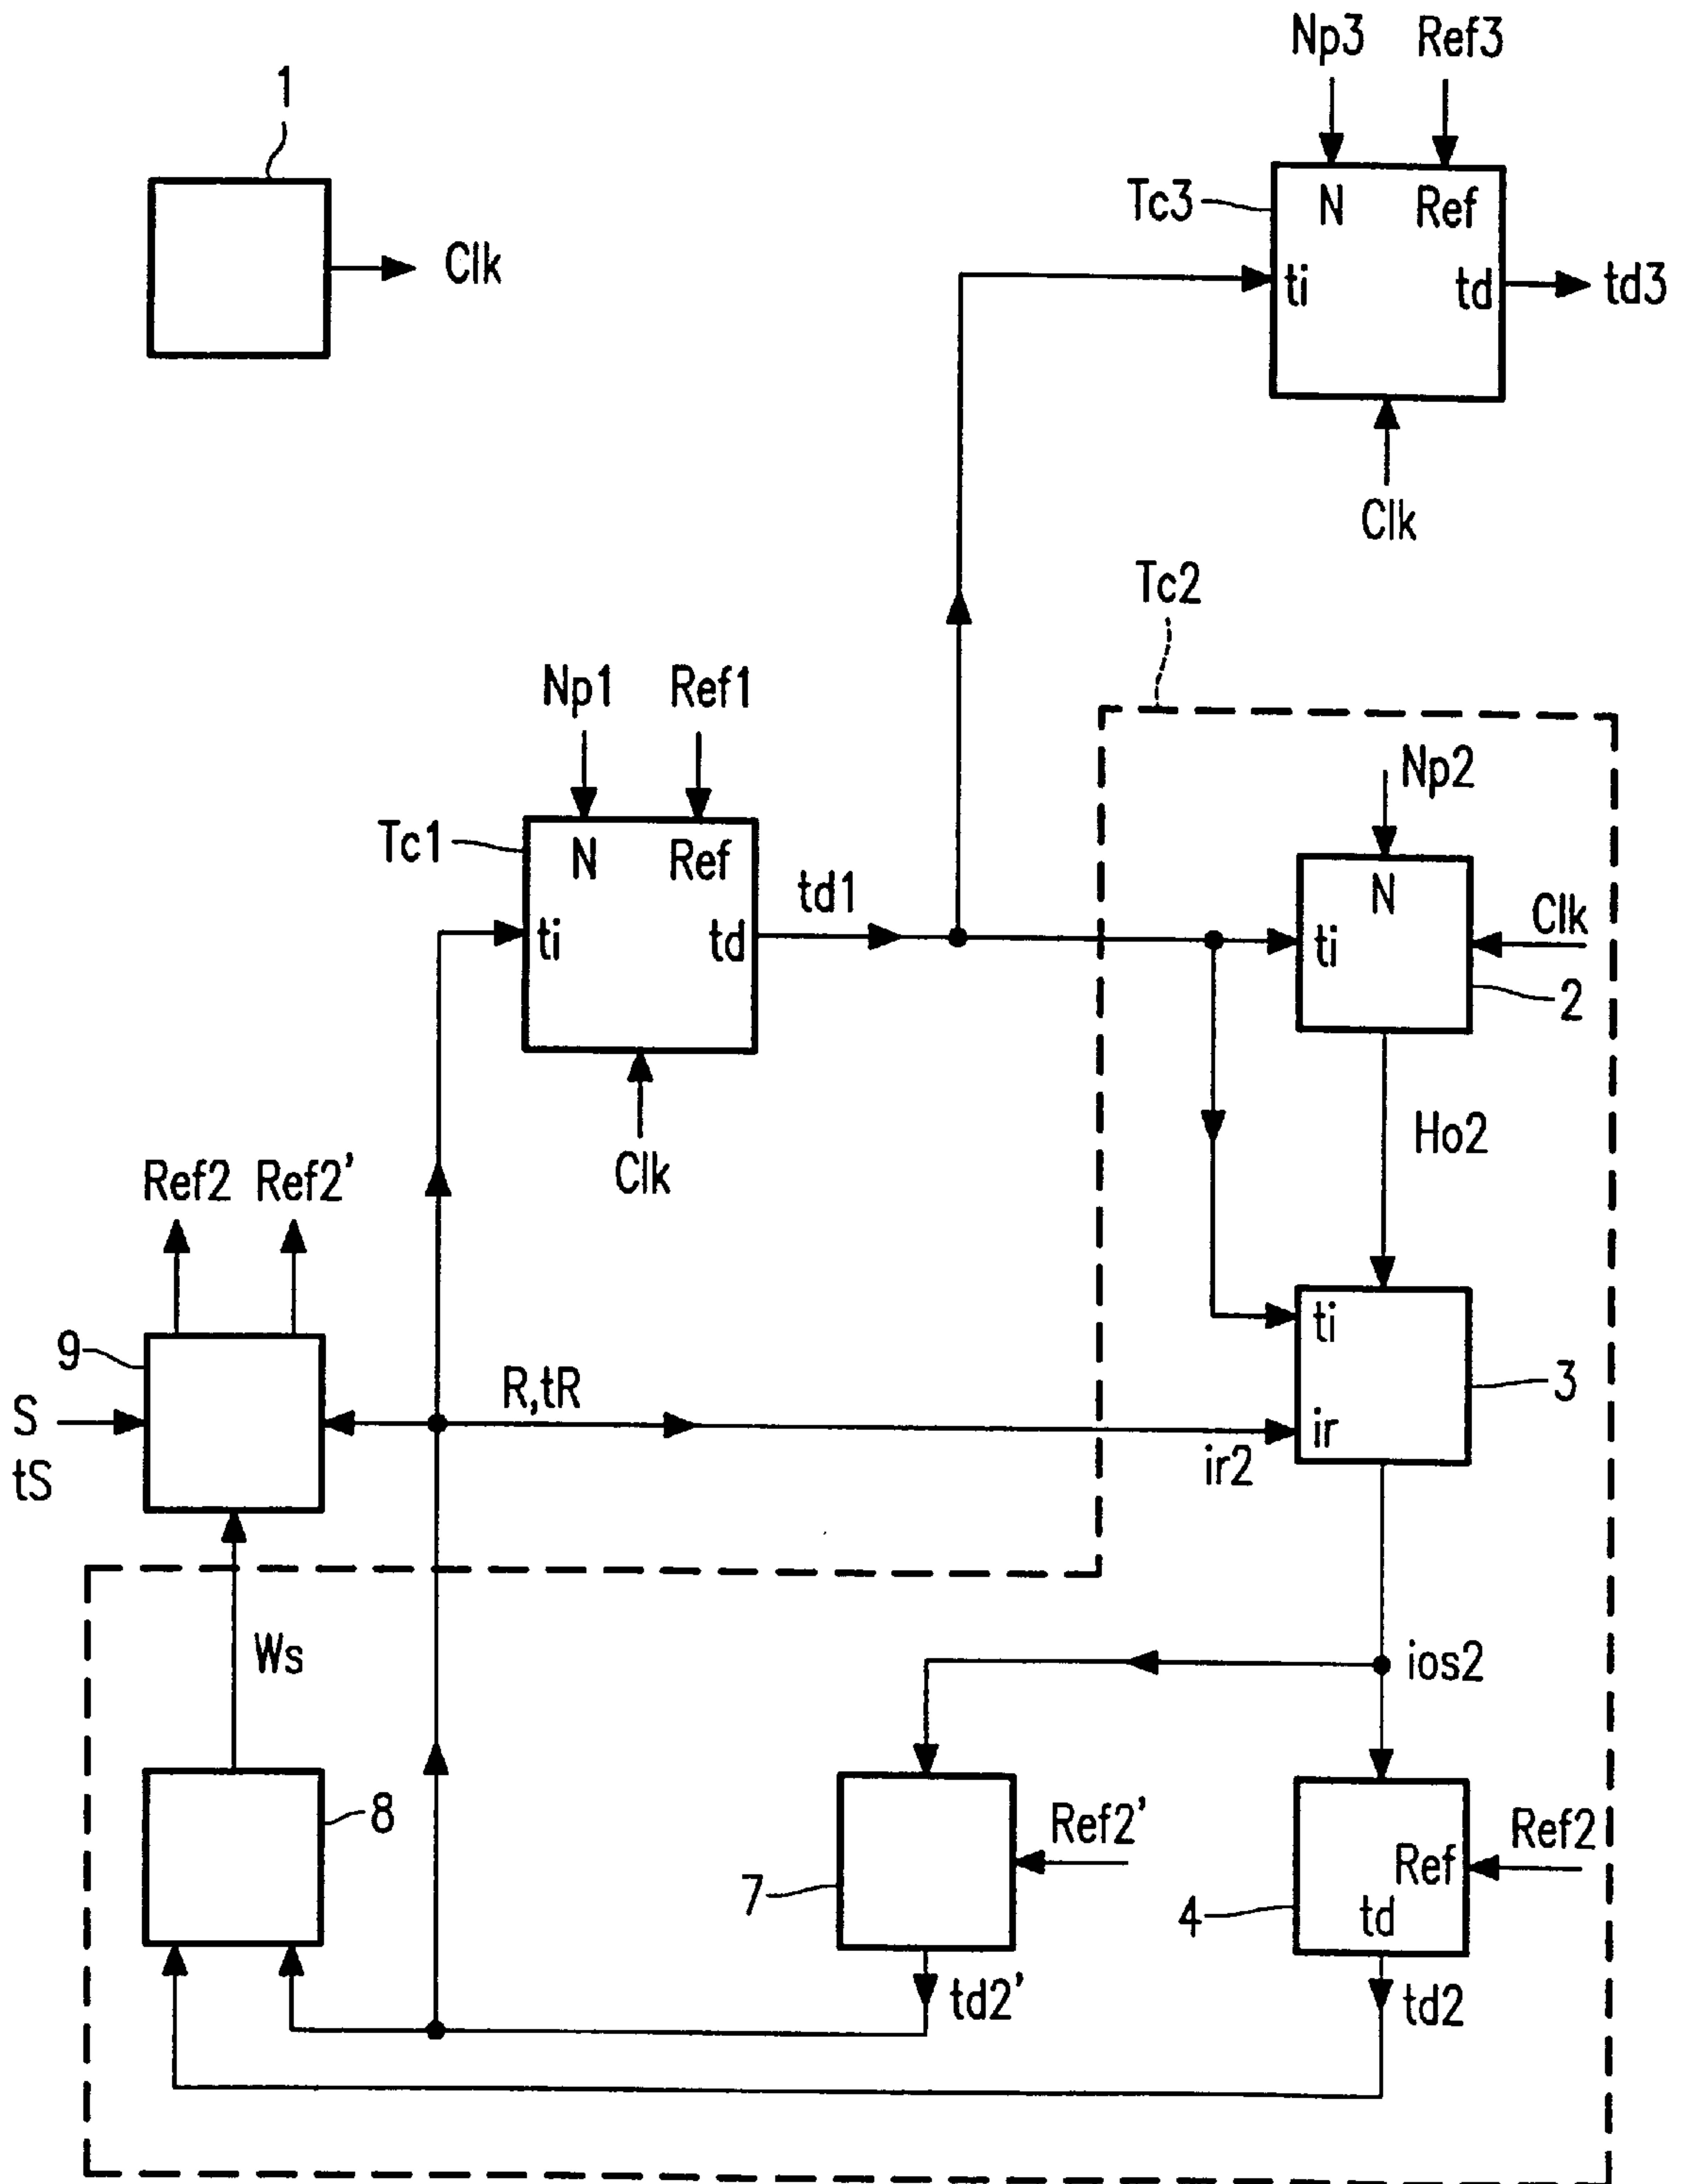 Np3 Ref3
1
Tc3
N Ref
Clk
ti td td3
Clk
Tc2
Np1 Ref1
Np2
Tc1
N Ref
td1
N
Clk
ti td
ti
2
Ho2
Clk
Ref2 Ref2'
ti
9
3
R,tR
S
ir
ir2
tS
Ws
ios2
8
Ref2'
Ref2
Ref
7
4
td
td2'
td2